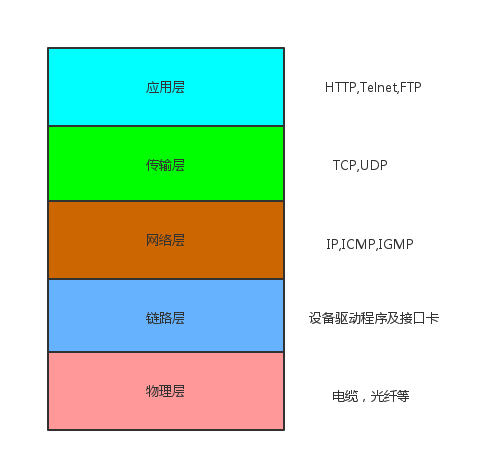 应用层
HTTP,Telnet,FTP
传输层
TCP,UDP
网络层
IP,ICMP,IGMP
链路层
设备驱动程序及接口卡
物理层
电缆，光纤等